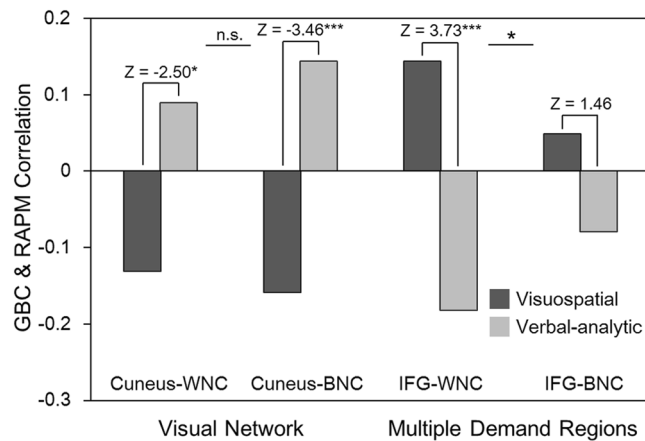 0.2
0.1
0
-0.1
-0.2
-0.3
GBC & RAPM Correlation
n.s.
Z = -2.50*
Z = -3.46***
Z = 3.73***
*
Z = 1.46
Visuospatial
Verbal-analytic
Cuneus-WNC Cuneus-BNC IFG-WNC IFG-BNC
Visual Network Multiple Demand Regions